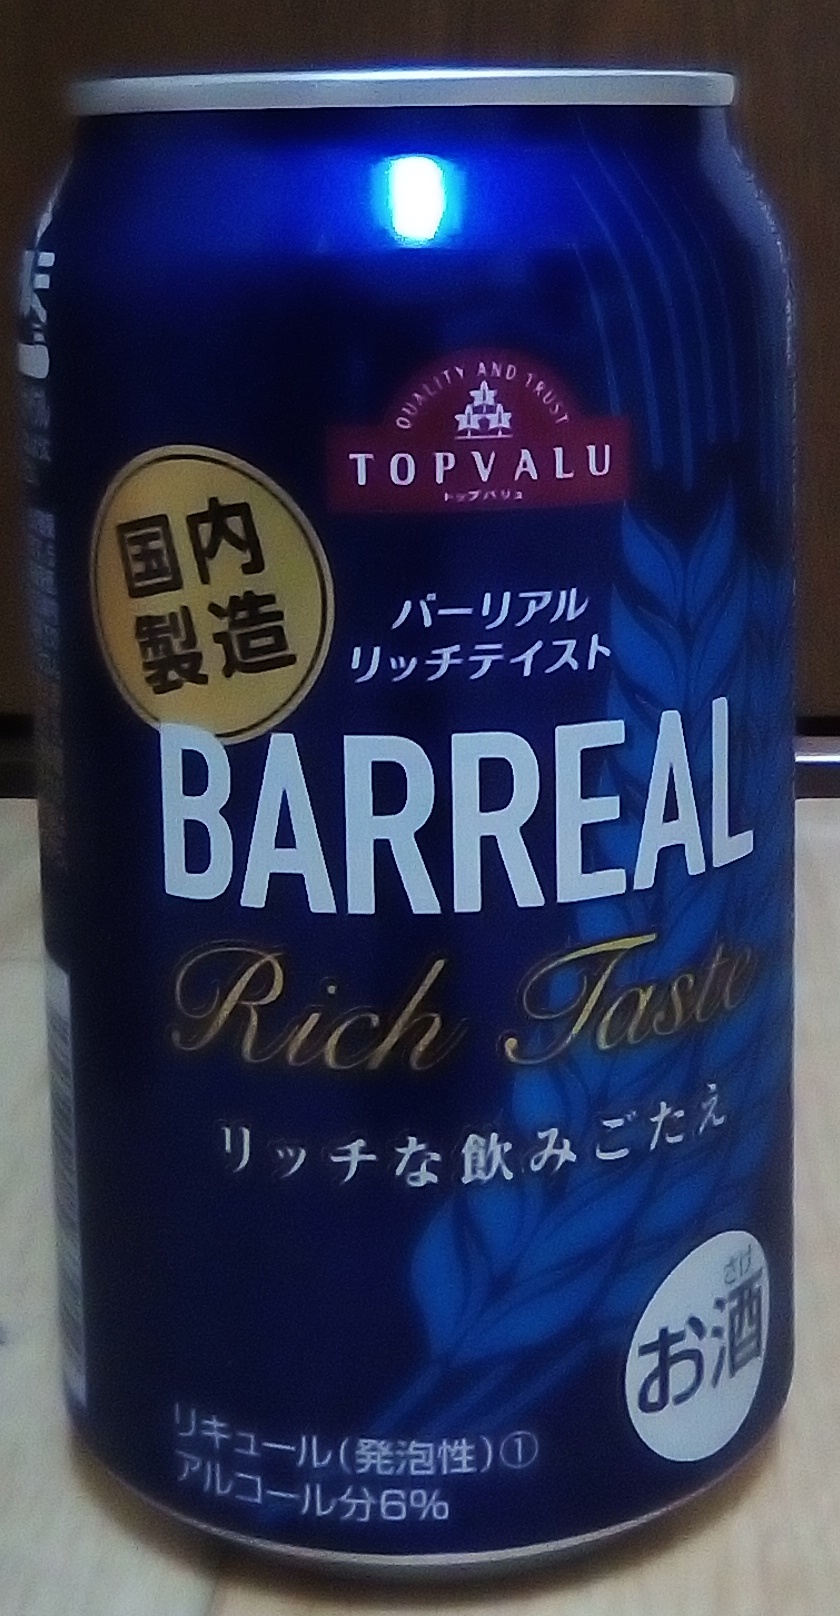 QUALITY AND TRUST
TOPVALU
トップバリュ
国内
製造
バーリアル
リッチテイスト
BARREAL
Rich Taste
リッチな飲みごたえ
さけ
お酒
リキュール(発泡性)①
アルコール分6%